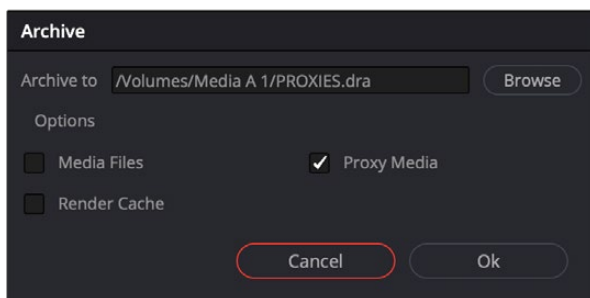 Archive
Archive to /Volumes/Media A 1/PROXIES.dra Browse
Options
Media Files Proxy Media
Render Cache
Cancel Ok